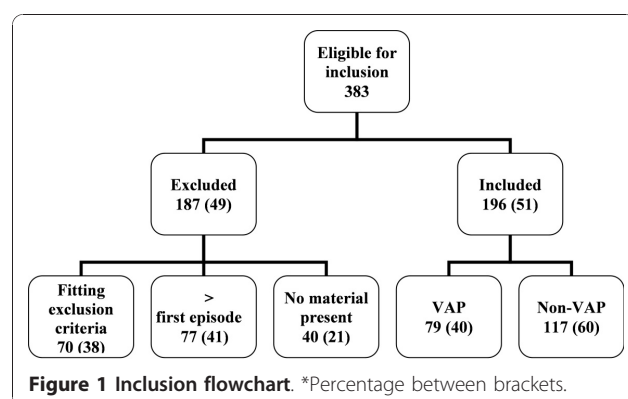 Eligible for
inclusion
383
Excluded
187 (49)
Included
196 (51)
Fitting
exclusion
criteria
70 (38)
>
first episode
77 (41)
No material
present
40 (21)
VAP
79 (40)
Non-VAP
117 (60)
Figure 1 Inclusion flowchart. *Percentage between brackets.